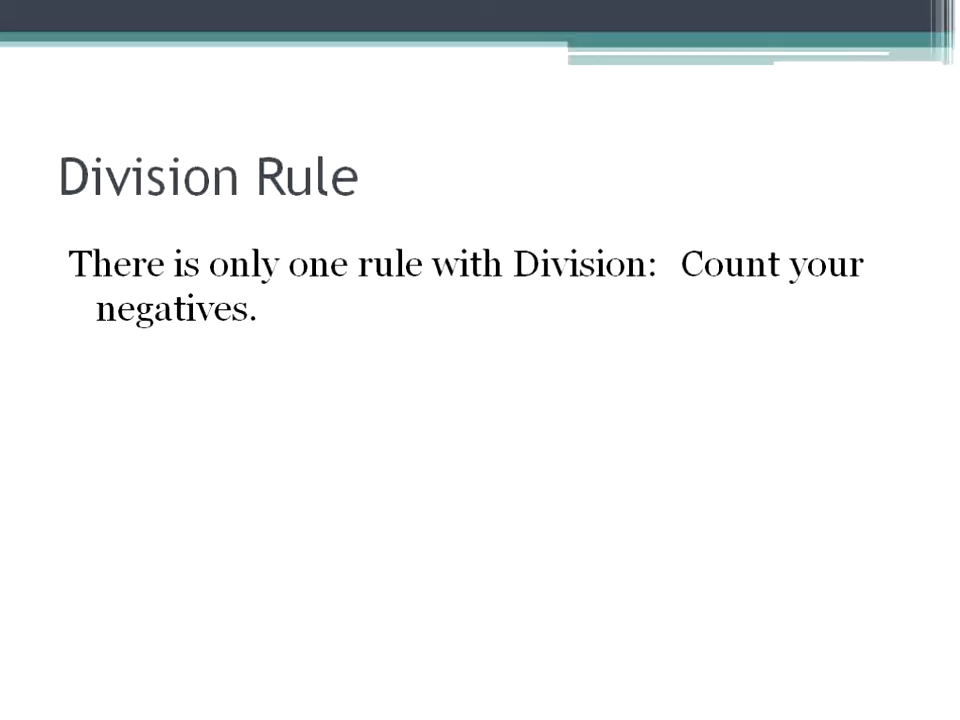 Division Rule
There is only one rule with Division:  Count your
negatives.